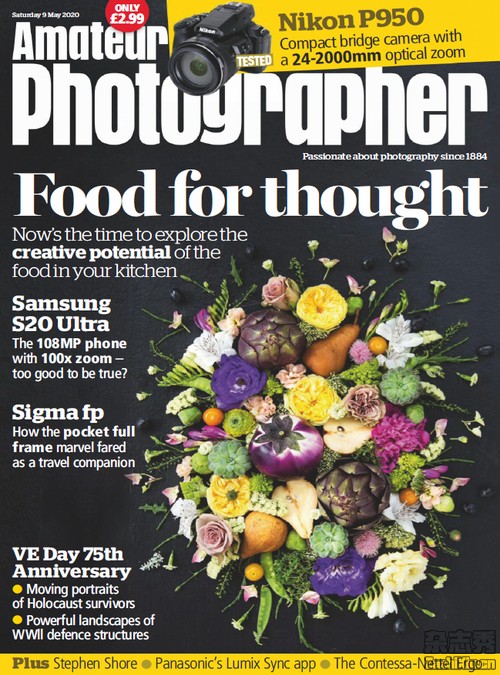 Saturday 9 May 2020
ONLY
£2.99
Amateur
Photographer
Nikon P950
Compact bridge camera with
a 24-2000mm optical zoom
Nikon
TESTED
Passionate about photography since 1884
Food for thought
Now's the time to explore the
creative potential of the
food in your kitchen
Samsung
S20 Ultra
The 108MP phone
with 100x zoom –
too good to be true?
Sigma fp
How the pocket full
frame marvel fared
as a travel companion
VE Day 75th
Anniversary
● Moving portraits
of Holocaust survivors
● Powerful landscapes of
WWII defence structures
Plus Stephen Shore ● Panasonic's Lumix Sync app ● The Contessa-Nettel Ergo
杂志秀